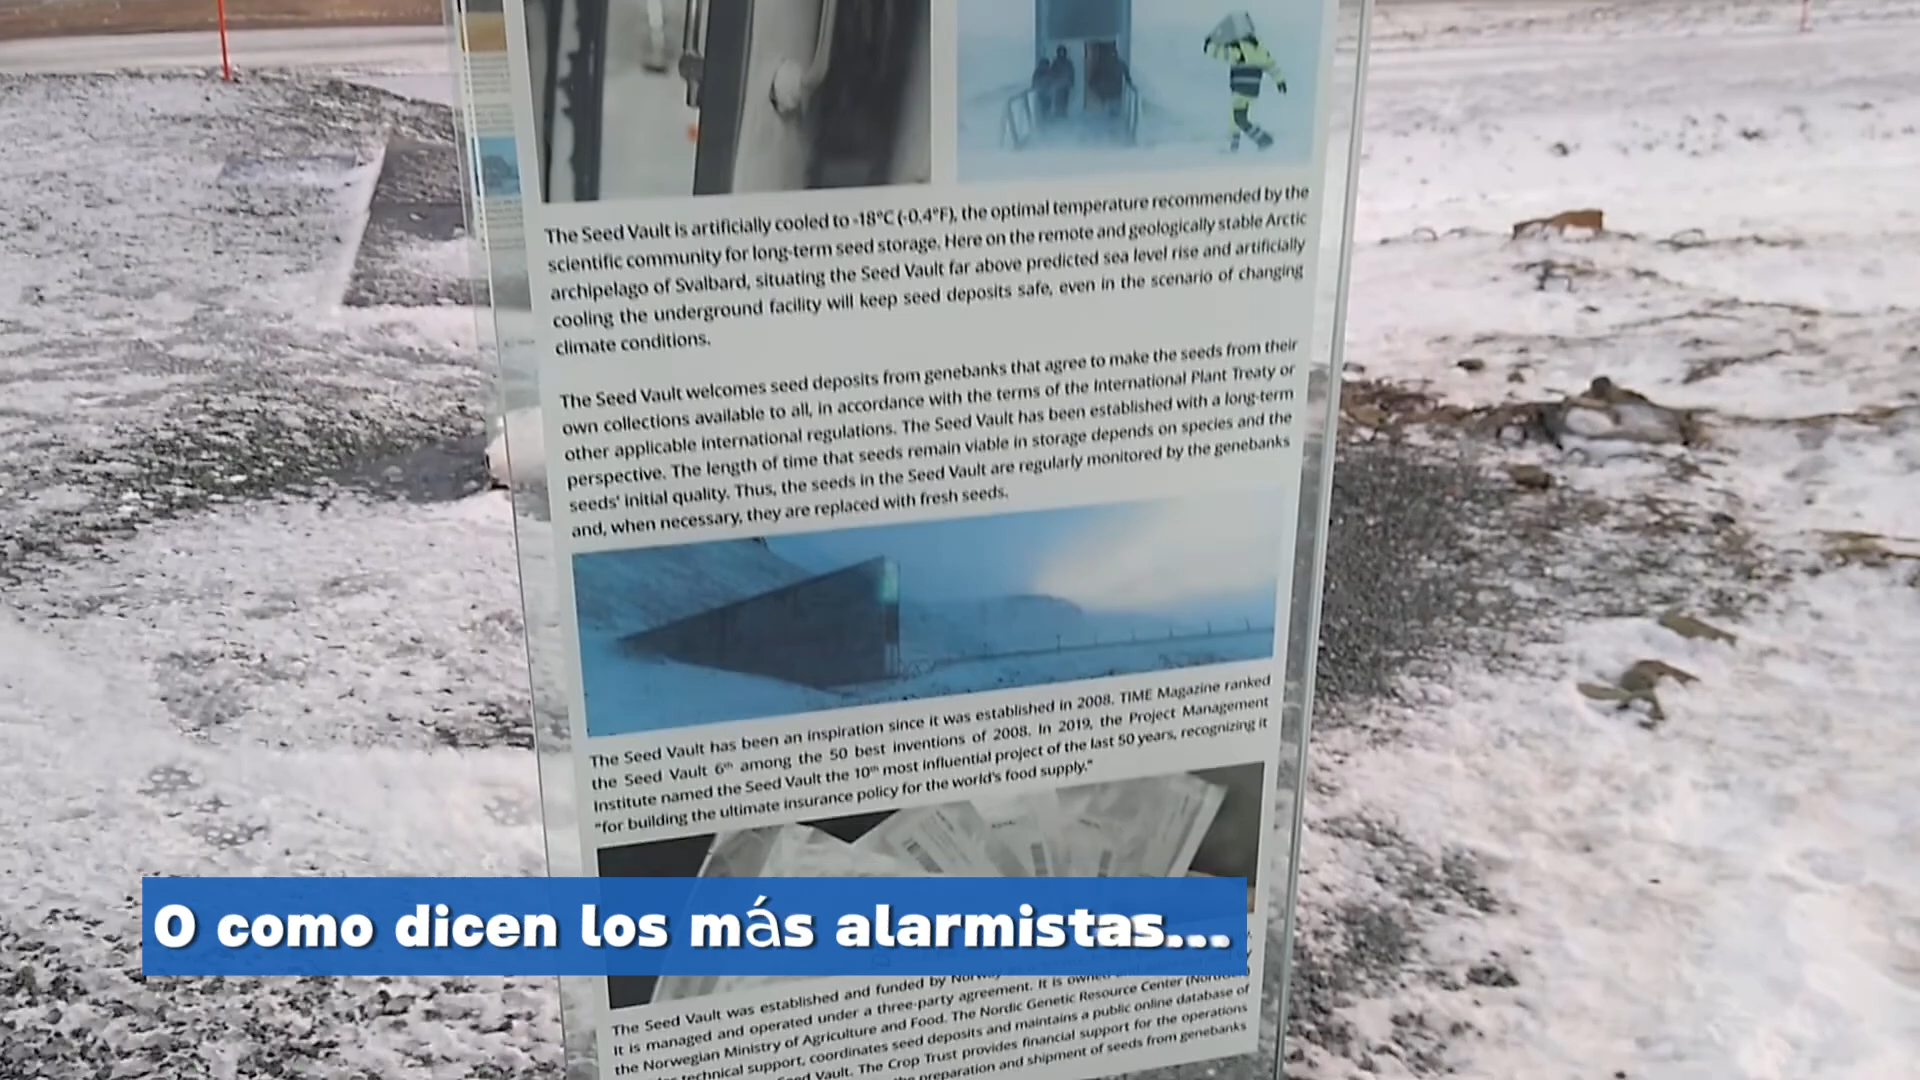 The Seed Vault is artificially cooled to -18°C (-0,4°F), the optimal temperature recommended by the
scientific community for long-term seed storage. Here on the remote and geologically stable Arctic
archipelago of Svalbard, situating the Seed Vault far above predicted sea level rise and artificially
cooling the underground facility will keep seed deposits safe, even in the scenario of changing
climate conditions.
The Seed Vault welcomes seed deposits from genebanks that agree to make the seeds from their
own collections available to all, in accordance with the terms of the International Plant Treaty or
other applicable international regulations. The Seed Vault has been established with a long-term
perspective. The length of time that seeds remain viable in storage depends on species and the
seeds' initial quality. Thus, the seeds in the Seed Vault are regularly monitored by the genebanks
and, when necessary, they are replaced with fresh seeds.
The Seed Vault has been an inspiration since it was established in 2008. TIME Magazine ranked
the Seed Vault 6th among the 50 best inventions of 2008. In 2019, the Project Management
Institute named the Seed Vault the 10th most influential project of the last 50 years, recognizing it
"for building the ultimate insurance policy for the world's food supply."
O como dicen los más alarmistas...
The Seed Vault was established and funded by
It is managed and operated under a three-party agreement. It is owned
the Norwegian Ministry of Agriculture and Food. The Nordic Genetic Resource Center
technical support, coordinates seed deposits and maintains a public online database of
Vault. The Crop Trust provides financial support for the operations
preparation and shipment of seeds from genebanks